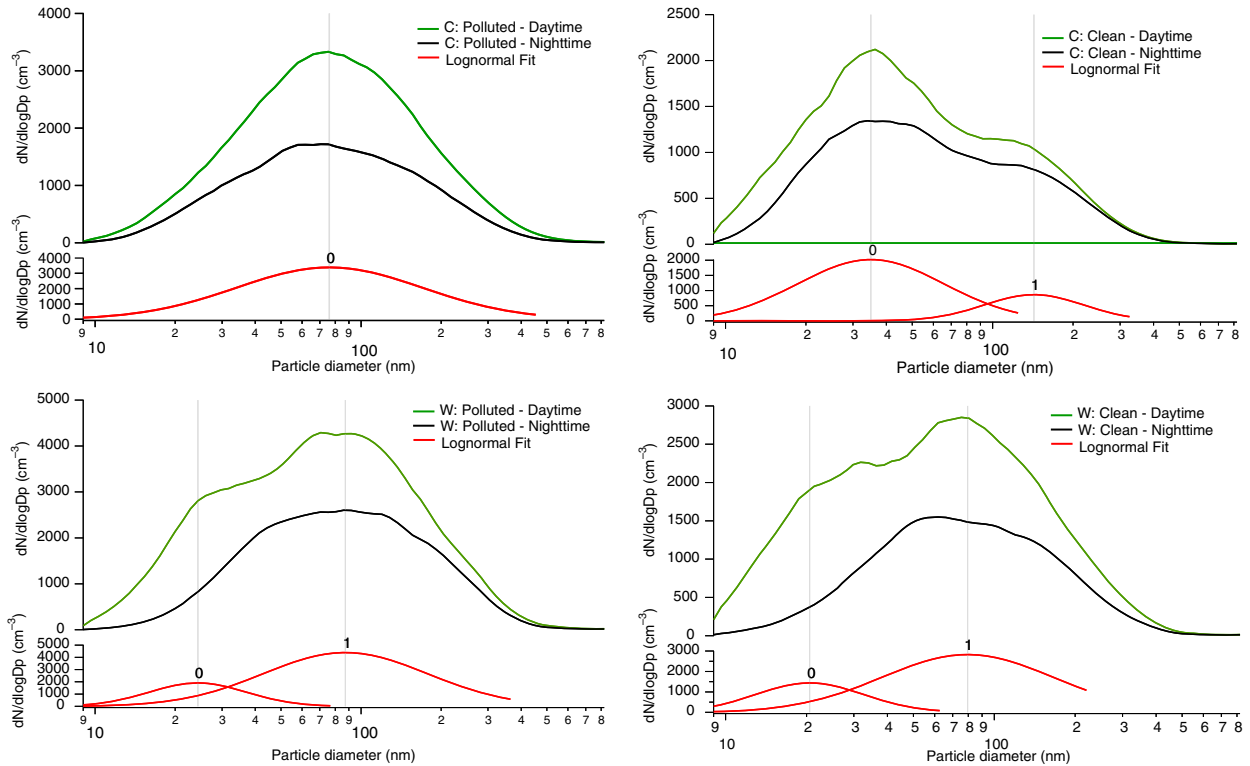 4000
3000
2000
1000
0
dN/dlogDp (cm⁻³)
C: Polluted - Daytime
C: Polluted - Nighttime
Lognormal Fit
4000
3000
2000
1000
0
dN/dlogDp (cm⁻³)
0
9 2 3 4 5 6 7 8 9 2 3 4 5 6 7 8
10 100
Particle diameter (nm)
2500
2000
1500
1000
500
0
dN/dlogDp (cm⁻³)
C: Clean - Daytime
C: Clean - Nighttime
Lognormal Fit
2000
1500
1000
500
0
dN/dlogDp (cm⁻³)
0
1
9 2 3 4 5 6 7 8 9 2 3 4 5 6 7 8
10 100
Particle diameter (nm)
5000
4000
3000
2000
1000
0
dN/dlogDp (cm⁻³)
W: Polluted - Daytime
W: Polluted - Nighttime
Lognormal Fit
5000
4000
3000
2000
1000
0
dN/dlogDp (cm⁻³)
0
1
9 2 3 4 5 6 7 8 9 2 3 4 5 6 7 8
10 100
Particle diameter (nm)
3000
2500
2000
1500
1000
500
0
dN/dlogDp (cm⁻³)
W: Clean - Daytime
W: Clean - Nighttime
Lognormal Fit
3000
2000
1000
0
dN/dlogDp (cm⁻³)
0
1
9 2 3 4 5 6 7 8 9 2 3 4 5 6 7 8
10 100
Particle diameter (nm)